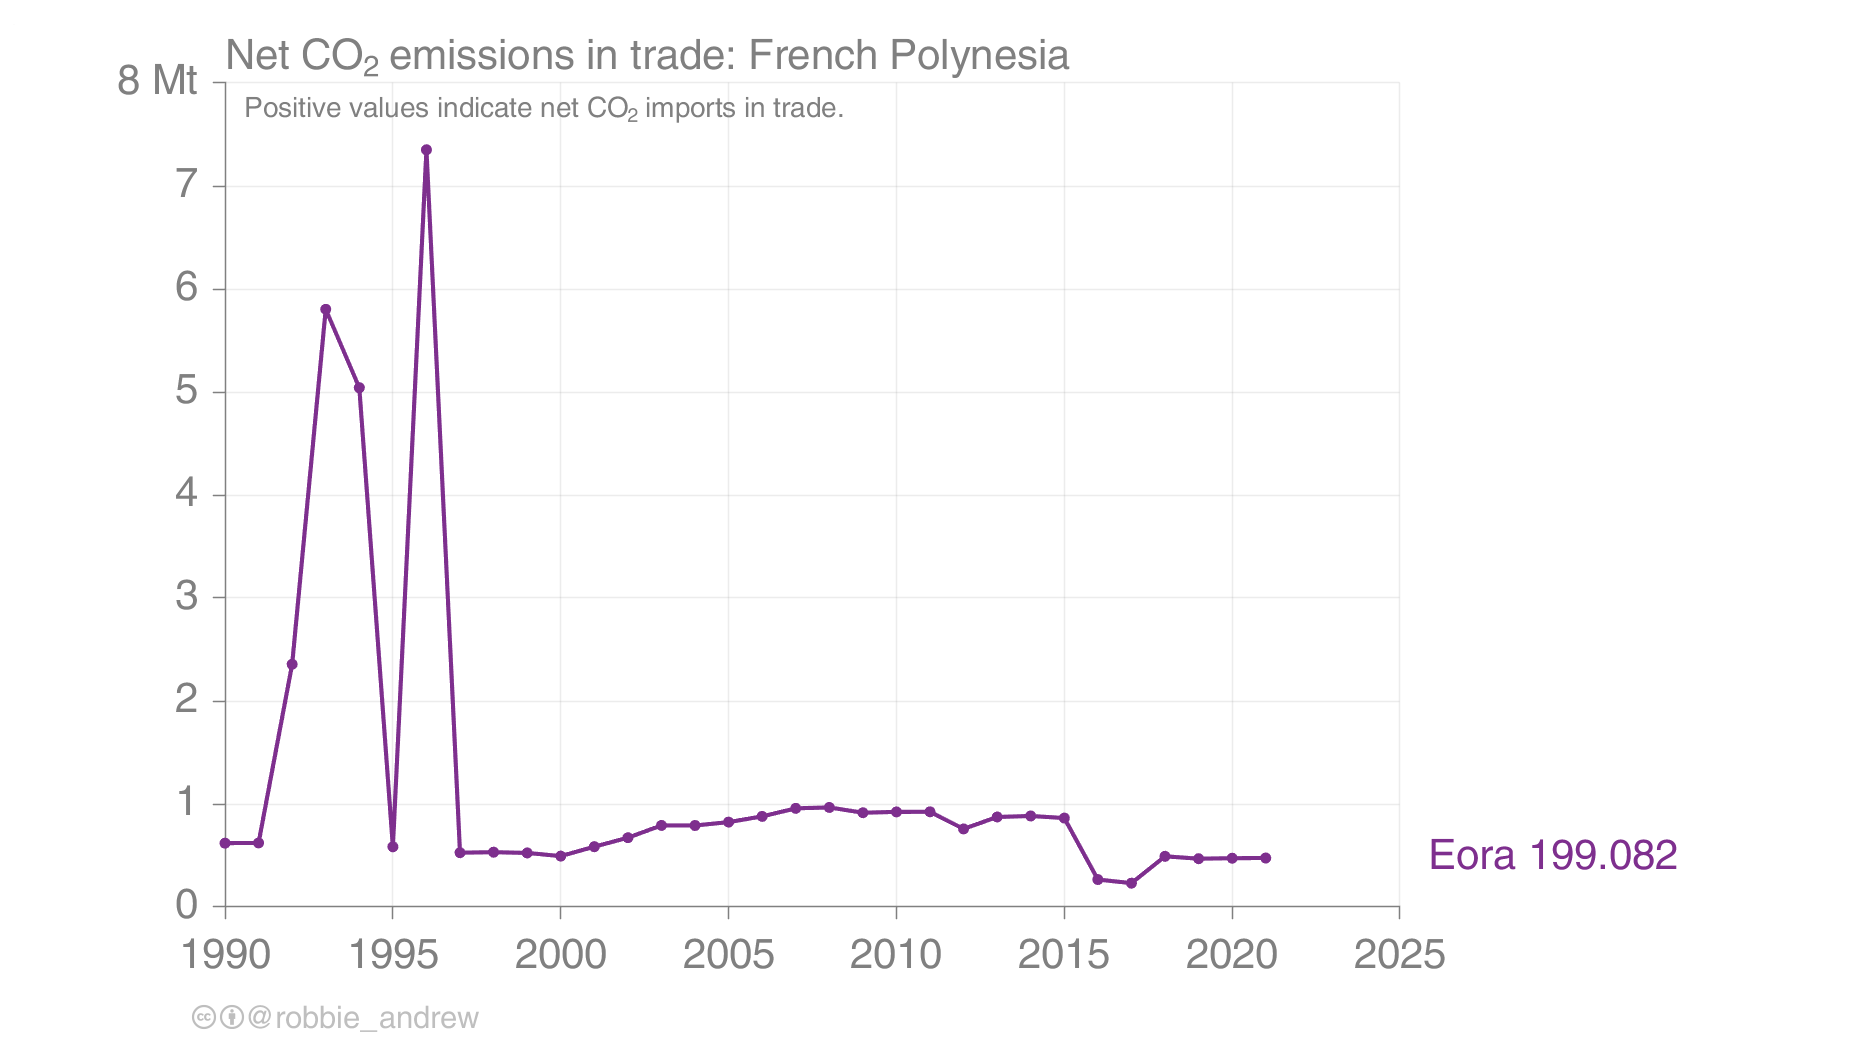 Net CO₂ emissions in trade: French Polynesia
8 Mt
Positive values indicate net CO₂ imports in trade.
7
6
5
4
3
2
1
Eora 199.082
0
1990 1995 2000 2005 2010 2015 2020 2025
cc @robbie_andrew